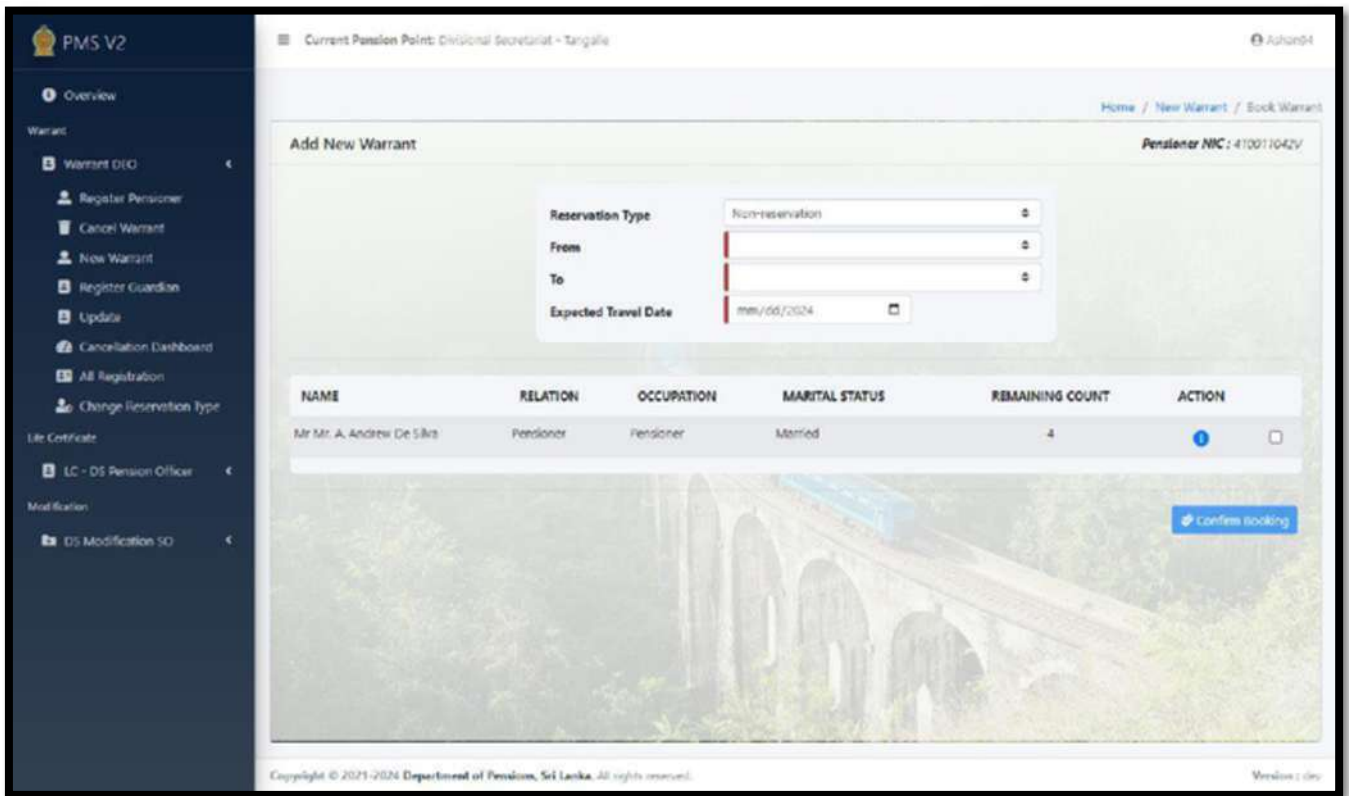 PMS V2
Current Pension Point: Divisional Secretariat - Tangalle
Ashan94
Overview
Home / New Warrant / Book Warrant
Warrant
Add New Warrant
Pensioner NIC : 410011042V
Warrant DEO
Register Pensioner
Cancel Warrant
New Warrant
Register Guardian
Update
Cancellation Dashboard
All Registration
Change Reservation Type
Reservation Type Non-reservation
From
To
Expected Travel Date mm/dd/2024
NAME RELATION OCCUPATION MARITAL STATUS REMAINING COUNT ACTION
Mr Mr. A. Andrew De Silva Pensioner Pensioner Married 4
Life Certificate
LC - DS Pension Officer
Modification
DS Modification SO
Confirm Booking
Copyright © 2021-2024 Department of Pensions, Sri Lanka. All rights reserved.
Version : dev